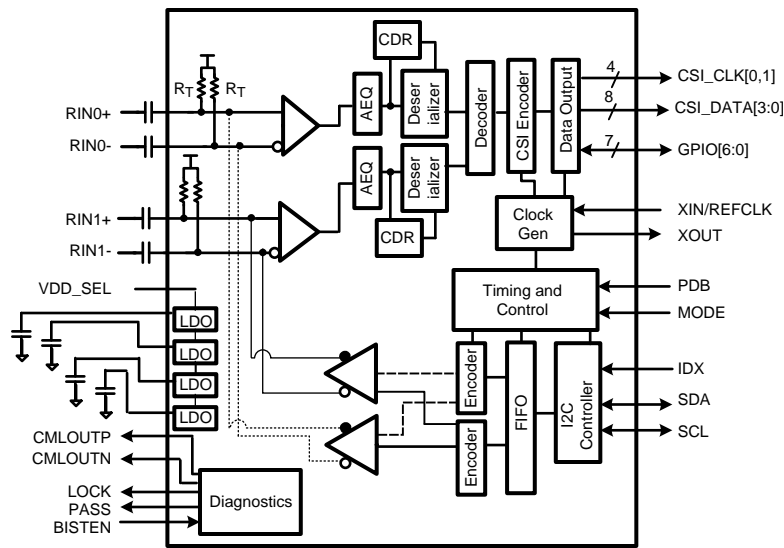 CDR
4
CSI_CLK[0,1]
RT RT
AEQ
Deser
ializer
Decoder
CSI Encoder
Data Output
8
CSI_DATA[3:0]
RIN0+
RIN0-
7
GPIO[6:0]
AEQ
Deser
ializer
RIN1+
RIN1-
CDR
Clock
Gen
XIN/REFCLK
XOUT
VDD_SEL
Timing and
Control
PDB
MODE
LDO
LDO
LDO
LDO
Encoder
Encoder
FIFO
I2C
Controller
IDX
SDA
SCL
CMLOUTP
CMLOUTN
LOCK
PASS
BISTEN
Diagnostics